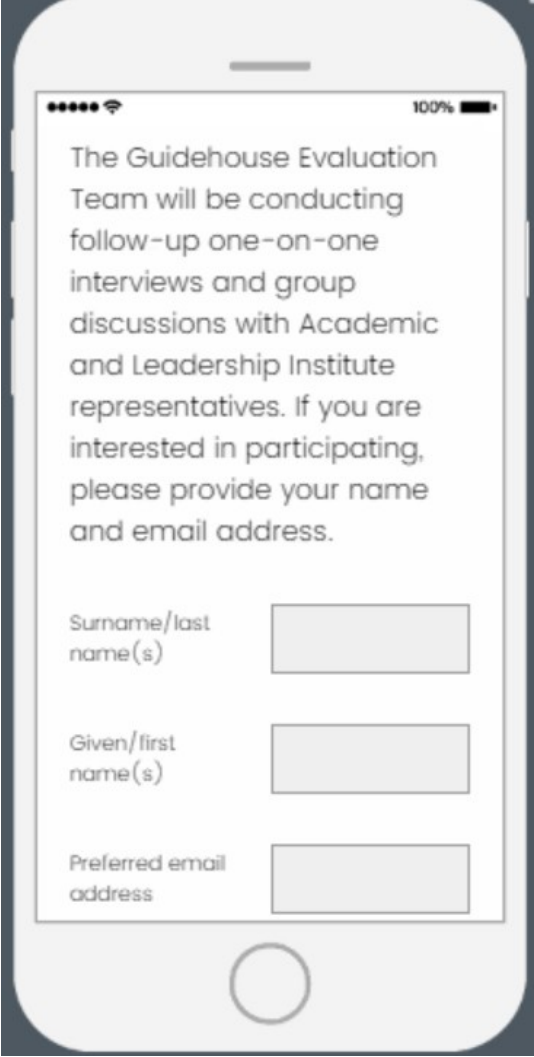 100%
The Guidehouse Evaluation
Team will be conducting
follow-up one-on-one
interviews and group
discussions with Academic
and Leadership Institute
representatives. If you are
interested in participating,
please provide your name
and email address.
Surname/last
name(s)
Given/first
name(s)
Preferred email
address